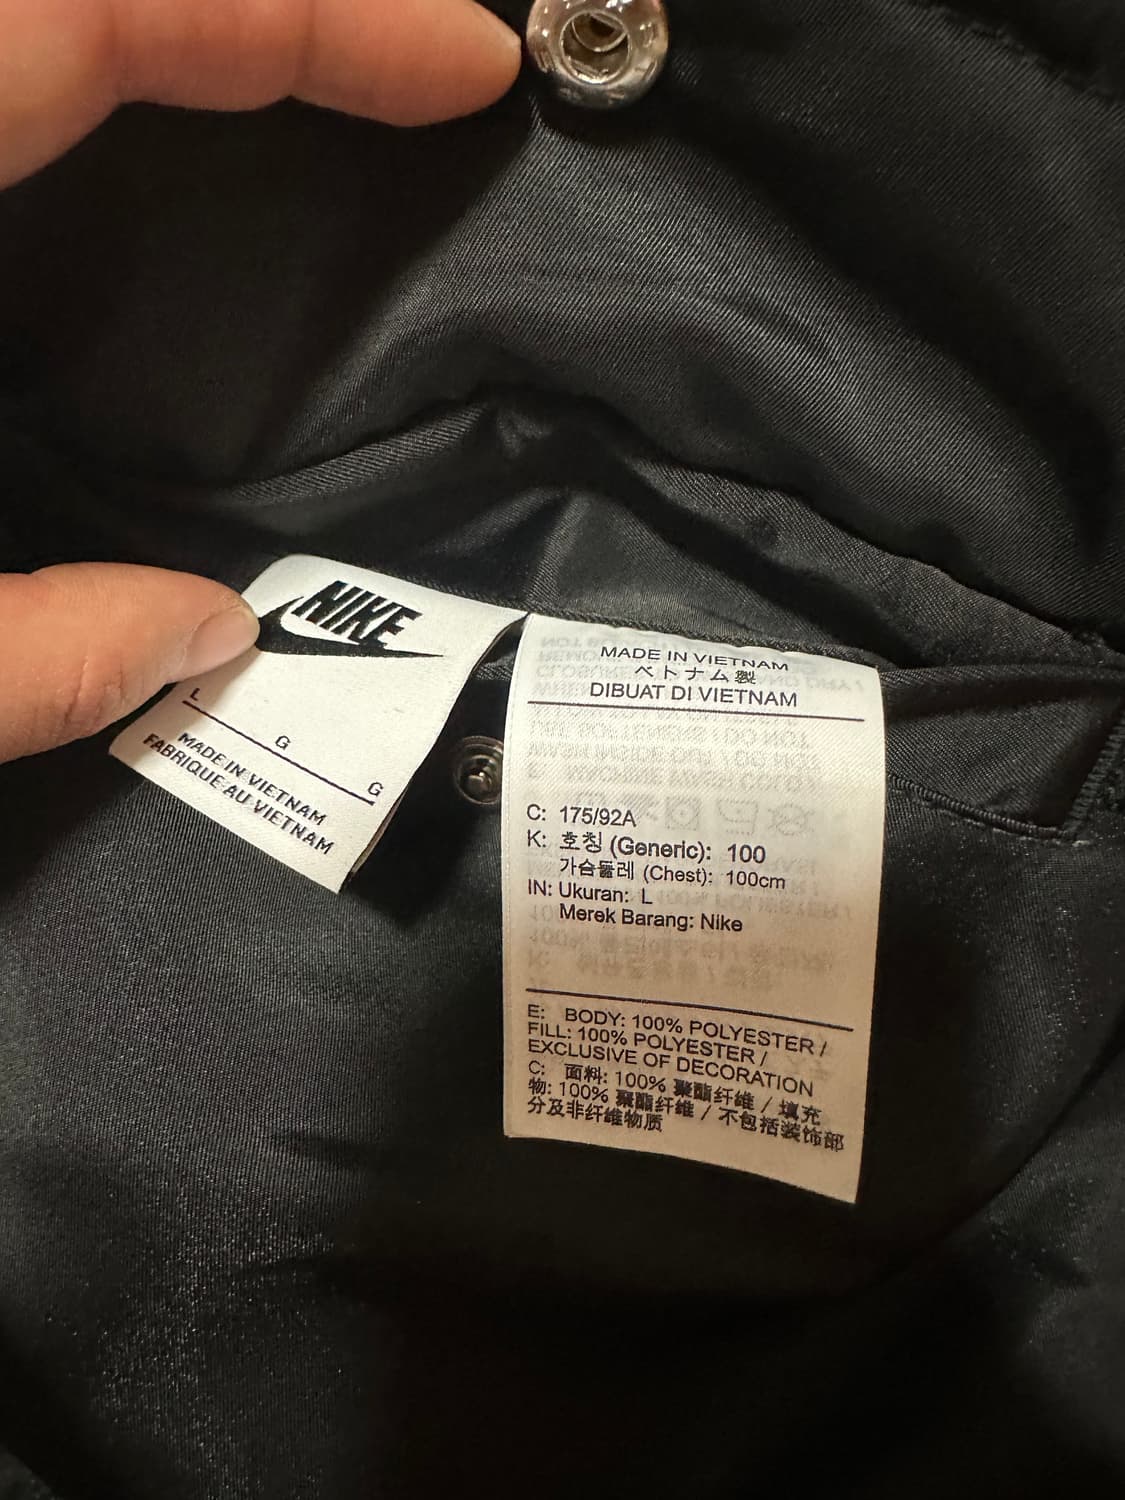 NIKE
L
G
G
MADE IN VIETNAM
FABRIQUE AU VIETNAM
MADE IN VIETNAM
ベトナム製
DIBUAT DI VIETNAM
C: 175/92A
K: 호칭 (Generic): 100
가슴둘레 (Chest): 100cm
IN: Ukuran: L
Merek Barang: Nike
E: BODY: 100% POLYESTER /
FILL: 100% POLYESTER /
EXCLUSIVE OF DECORATION
C: 面料: 100% 聚酯纤维 / 填充
物: 100% 聚酯纤维 / 不包括装饰部
分及非纤维物质